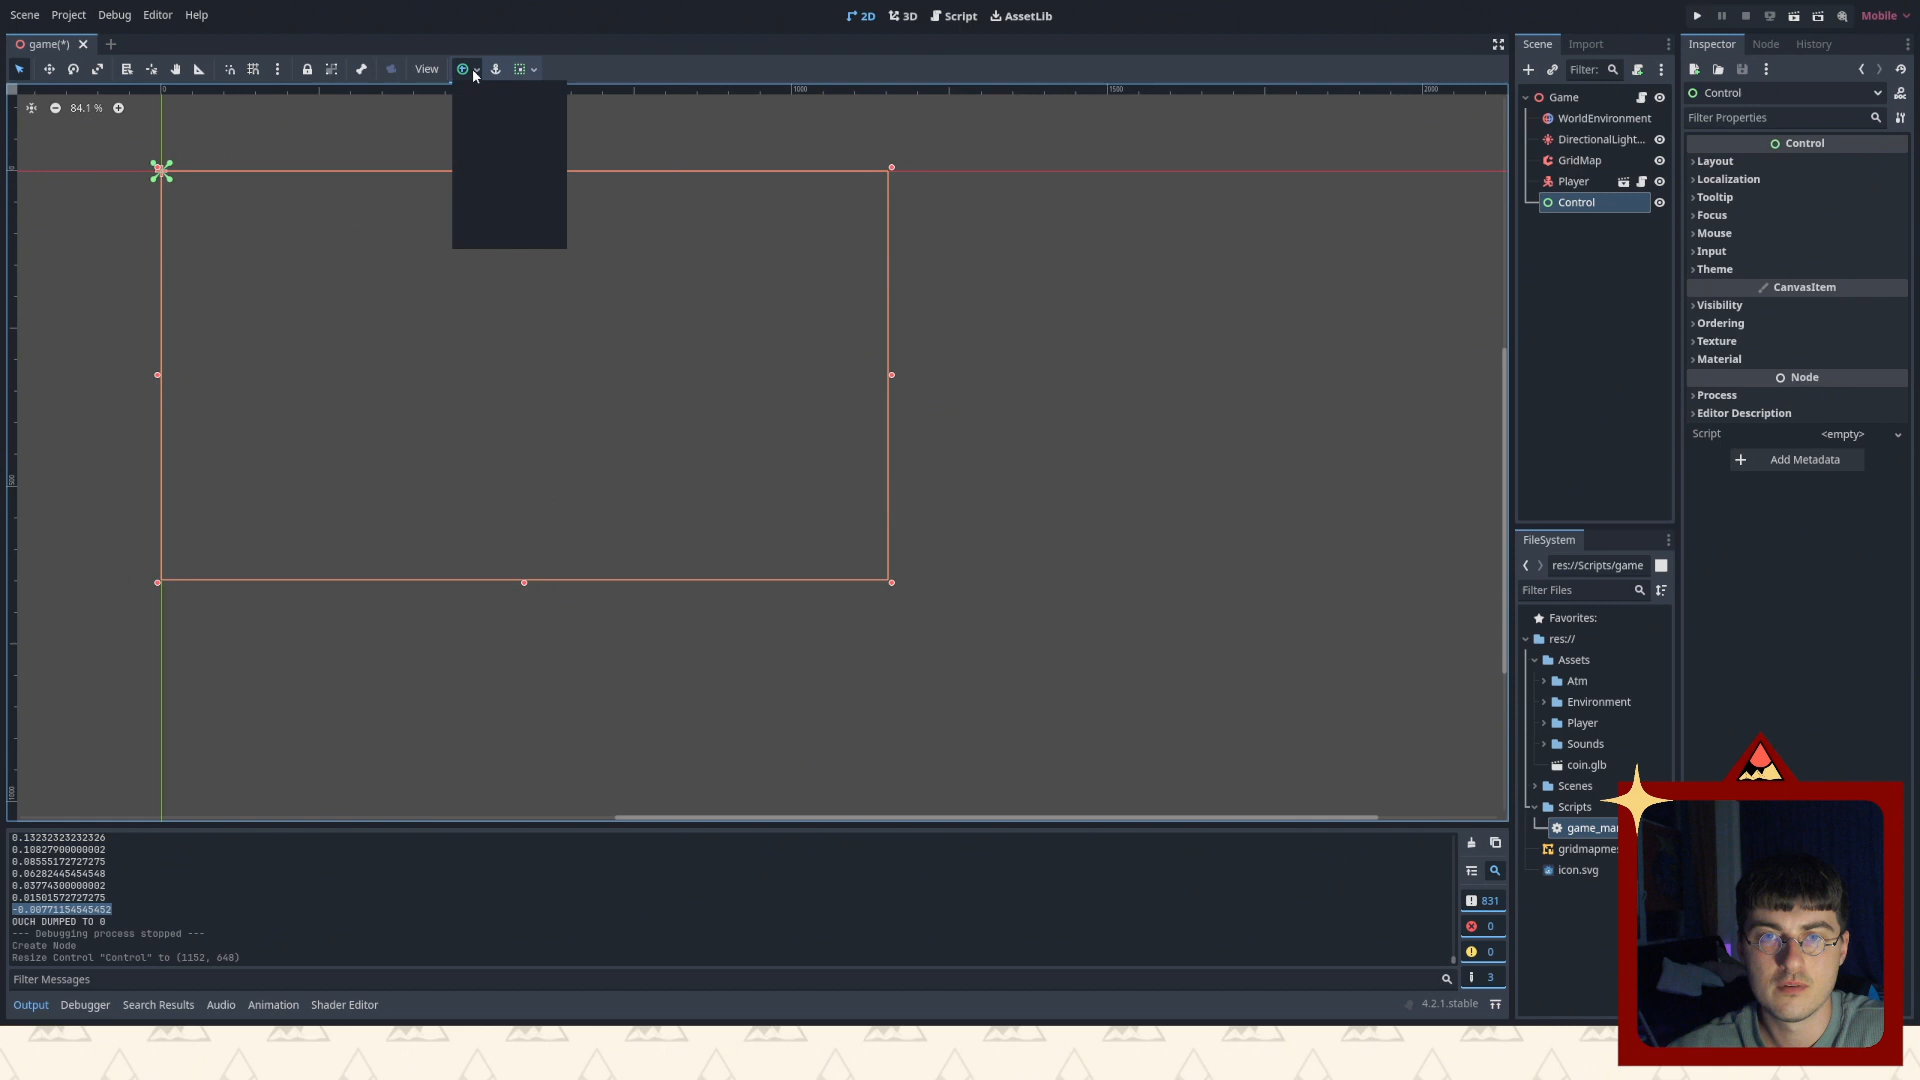 Scene Project Debug Editor Help
2D 3D Script AssetLib
Mobile
game(*)
Scene Import
Inspector Node History
View
Filter:
84.1 %
0 1000 1500 2000
0
500
1000
Game
WorldEnvironment
DirectionalLight...
GridMap
Player
Control
Control
Filter Properties
Control
Layout
Localization
Tooltip
Focus
Mouse
Input
Theme
CanvasItem
Visibility
Ordering
Texture
Material
Node
Process
Editor Description
Script <empty>
Add Metadata
FileSystem
res://Scripts/game
Filter Files
Favorites:
res://
Assets
Atm
Environment
Player
Sounds
coin.glb
Scenes
Scripts
game_mar
gridmapmes
icon.svg
0.13232323232326
0.10827900000002
0.08555172727275
0.06282445454548
0.03774300000002
0.01501572727275
-0.00771154545452
OUCH DUMPED TO 0
--- Debugging process stopped ---
Create Node
Resize Control "Control" to (1152, 648)
831
0
0
3
Filter Messages
Output Debugger Search Results Audio Animation Shader Editor
4.2.1.stable